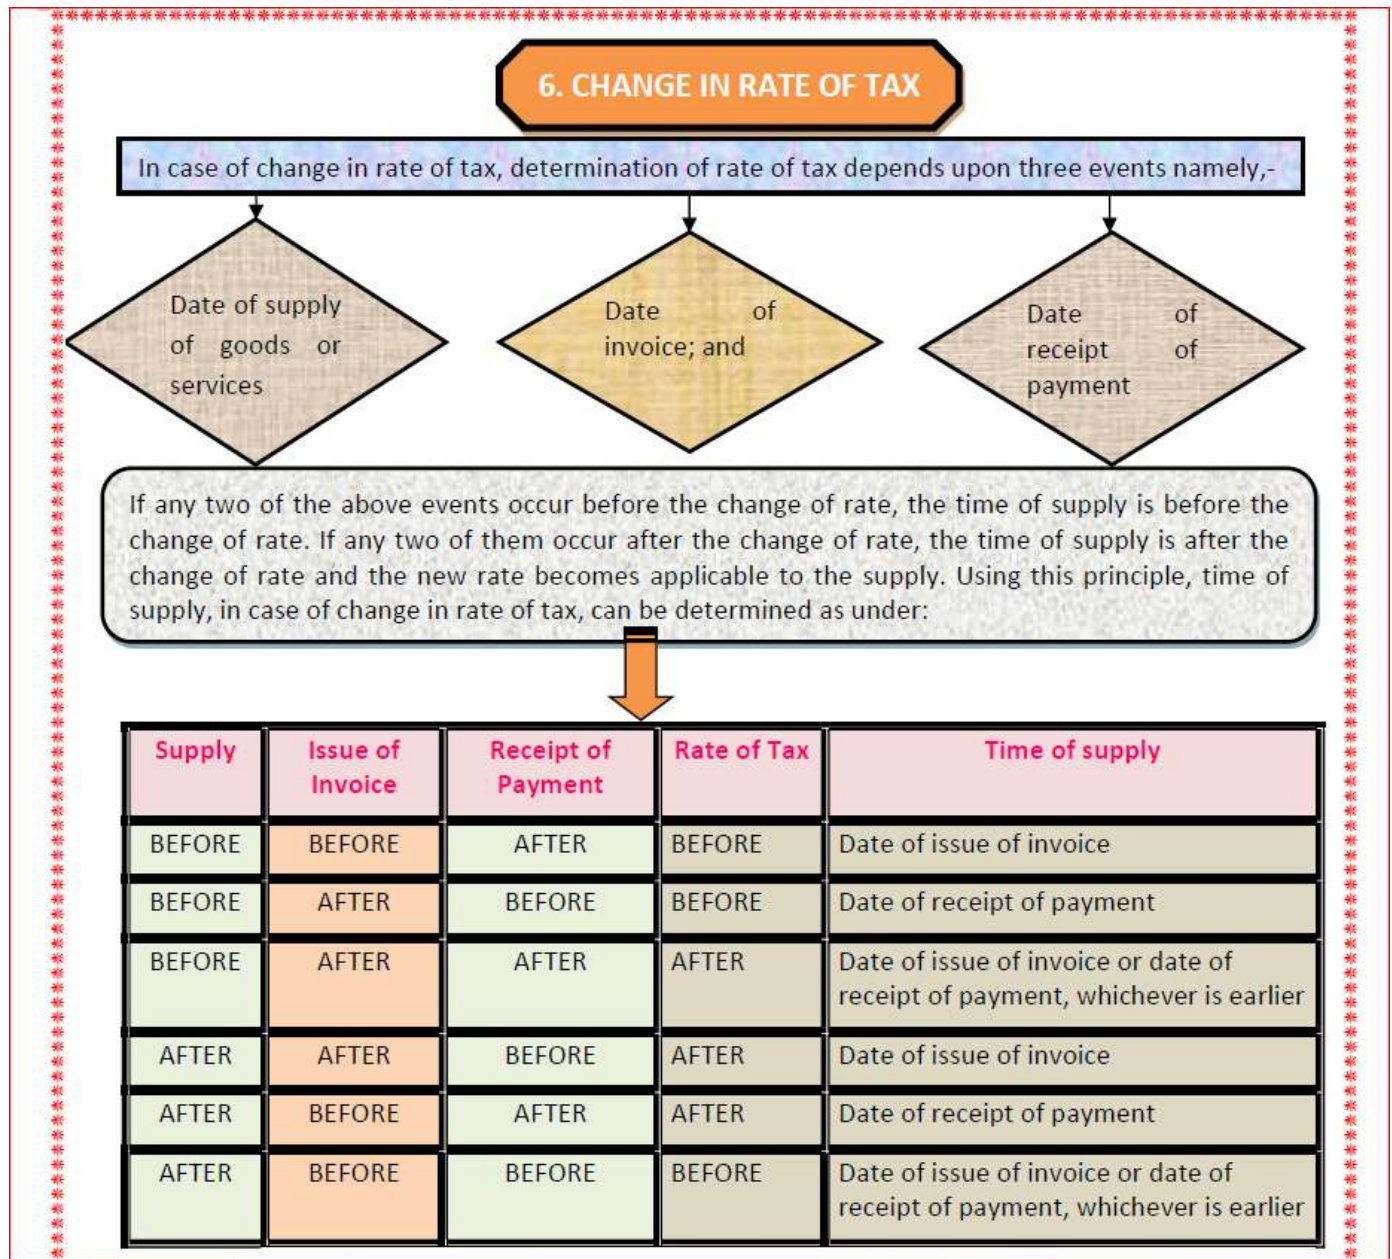 6. CHANGE IN RATE OF TAX
In case of change in rate of tax, determination of rate of tax depends upon three events namely,-
Date of supply
of goods or
services
Date of
invoice; and
Date of
receipt of
payment
If any two of the above events occur before the change of rate, the time of supply is before the
change of rate. If any two of them occur after the change of rate, the time of supply is after the
change of rate and the new rate becomes applicable to the supply. Using this principle, time of
supply, in case of change in rate of tax, can be determined as under:
Supply Issue of Invoice Receipt of Payment Rate of Tax Time of supply
BEFORE BEFORE AFTER BEFORE Date of issue of invoice
BEFORE AFTER BEFORE BEFORE Date of receipt of payment
BEFORE AFTER AFTER AFTER Date of issue of invoice or date of
receipt of payment, whichever is earlier
AFTER AFTER BEFORE AFTER Date of issue of invoice
AFTER BEFORE AFTER AFTER Date of receipt of payment
AFTER BEFORE BEFORE BEFORE Date of issue of invoice or date of
receipt of payment, whichever is earlier